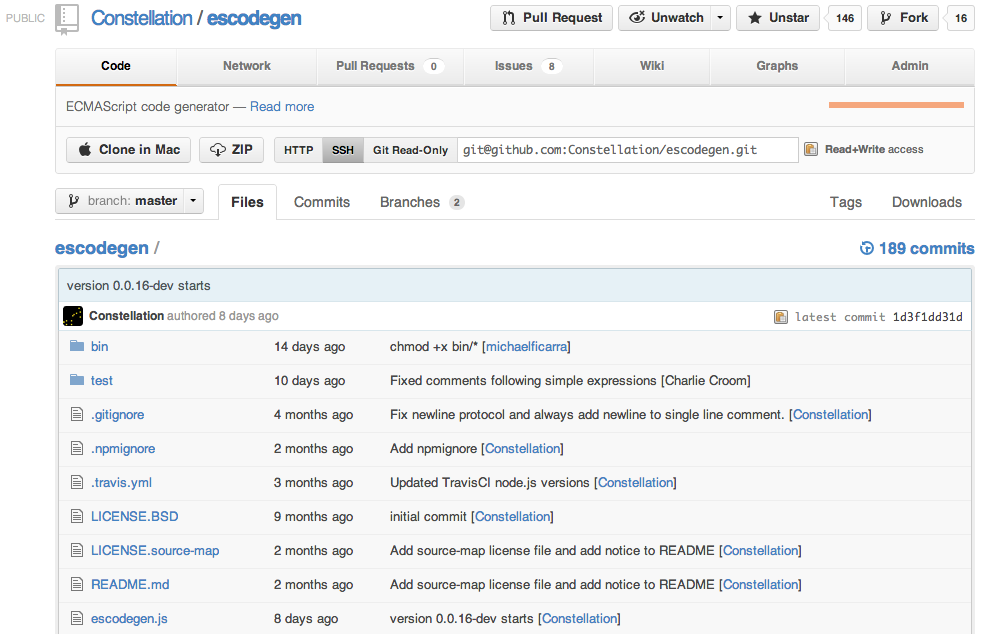 PUBLIC Constellation / escodegen Pull Request Unwatch Unstar 146 Fork 16
Code Network Pull Requests 0 Issues 8 Wiki Graphs Admin
ECMAScript code generator — Read more
Clone in Mac ZIP HTTP SSH Git Read-Only git@github.com:Constellation/escodegen.git Read+Write access
branch: master Files Commits Branches 2 Tags Downloads
escodegen / 189 commits
version 0.0.16-dev starts
Constellation authored 8 days ago latest commit 1d3f1dd31d
bin 14 days ago chmod +x bin/* [michaelficarra]
test 10 days ago Fixed comments following simple expressions [Charlie Croom]
.gitignore 4 months ago Fix newline protocol and always add newline to single line comment. [Constellation]
.npmignore 2 months ago Add npmignore [Constellation]
.travis.yml 3 months ago Updated TravisCI node.js versions [Constellation]
LICENSE.BSD 9 months ago initial commit [Constellation]
LICENSE.source-map 2 months ago Add source-map license file and add notice to README [Constellation]
README.md 2 months ago Add source-map license file and add notice to README [Constellation]
escodegen.js 8 days ago version 0.0.16-dev starts [Constellation]